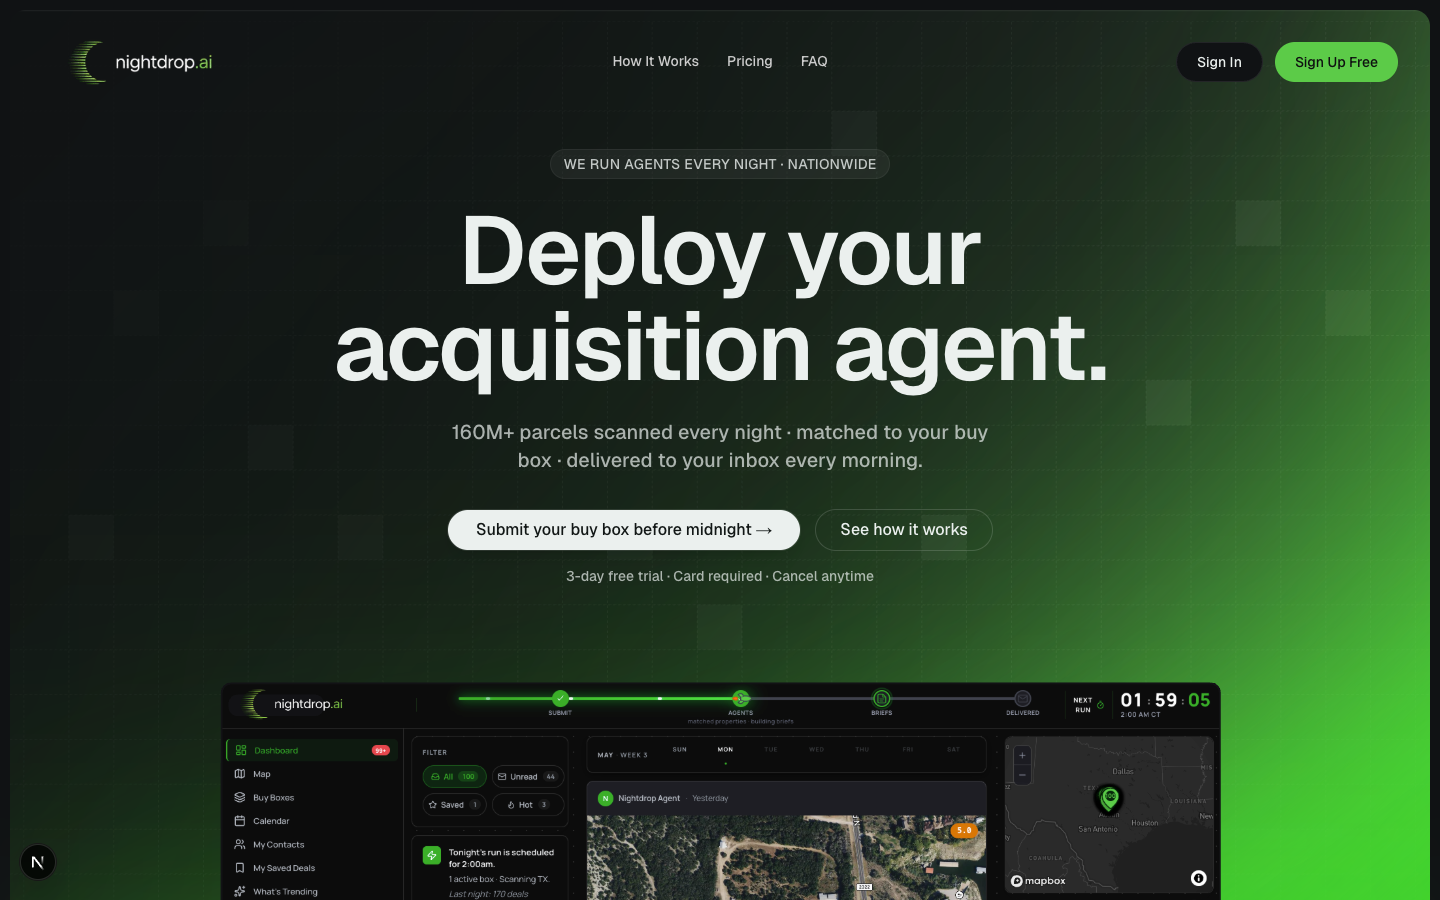 nightdrop.ai
How It Works
Pricing
FAQ
Sign In
Sign Up Free
WE RUN AGENTS EVERY NIGHT · NATIONWIDE
Deploy your
acquisition agent.
160M+ parcels scanned every night · matched to your buy
box · delivered to your inbox every morning.
Submit your buy box before midnight →
See how it works
3-day free trial · Card required · Cancel anytime
nightdrop.ai
SUBMIT
AGENTS
BRIEFS
DELIVERED
matched properties · building briefs
NEXT
RUN
01 : 59 : 05
2:00 AM CT
Dashboard
99+
Map
Buy Boxes
Calendar
My Contacts
My Saved Deals
What's Trending
FILTER
All 100
Unread 44
Saved 1
Hot 3
Tonight's run is scheduled
for 2:00am.
1 active box · Scanning TX.
Last night: 170 deals
MAY · WEEK 3
SUN
MON
TUE
WED
THU
FRI
SAT
N
Nightdrop Agent · Yesterday
5.0
Dallas
LOUISIANA
Houston
San Antonio
New
COAHUILA
mapbox
N